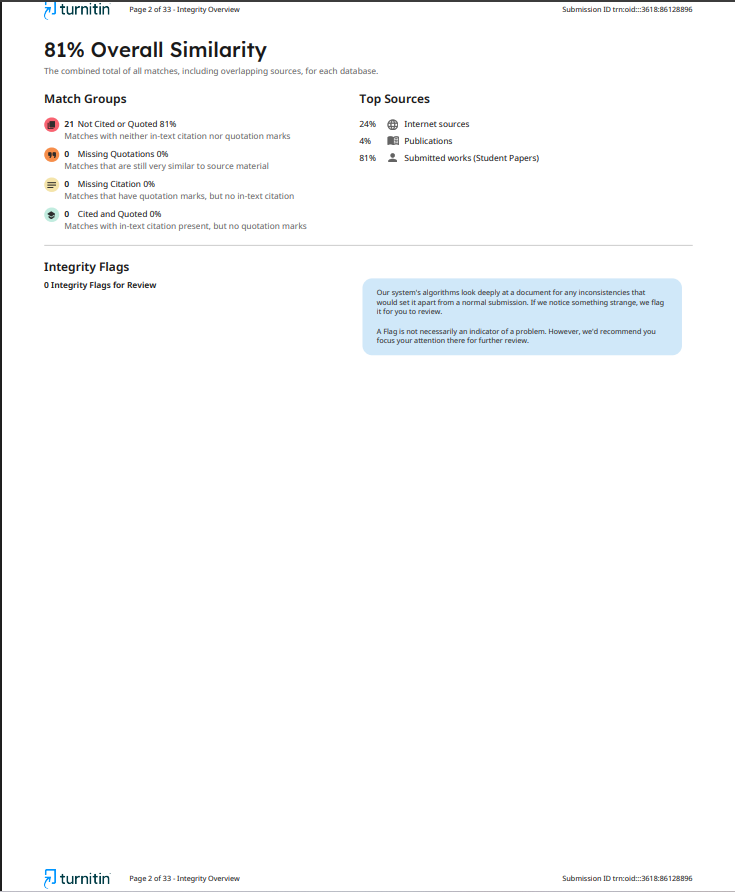 turnitin Page 2 of 33 - Integrity Overview Submission ID trn:oid:::3618:86128896
81% Overall Similarity
The combined total of all matches, including overlapping sources, for each database.
Match Groups
21 Not Cited or Quoted 81%
Matches with neither in-text citation nor quotation marks
0 Missing Quotations 0%
Matches that are still very similar to source material
0 Missing Citation 0%
Matches that have quotation marks, but no in-text citation
0 Cited and Quoted 0%
Matches with in-text citation present, but no quotation marks
Top Sources
24% Internet sources
4% Publications
81% Submitted works (Student Papers)
Integrity Flags
0 Integrity Flags for Review
Our system's algorithms look deeply at a document for any inconsistencies that
would set it apart from a normal submission. If we notice something strange, we flag
it for you to review.
A Flag is not necessarily an indicator of a problem. However, we'd recommend you
focus your attention there for further review.
turnitin Page 2 of 33 - Integrity Overview Submission ID trn:oid:::3618:86128896